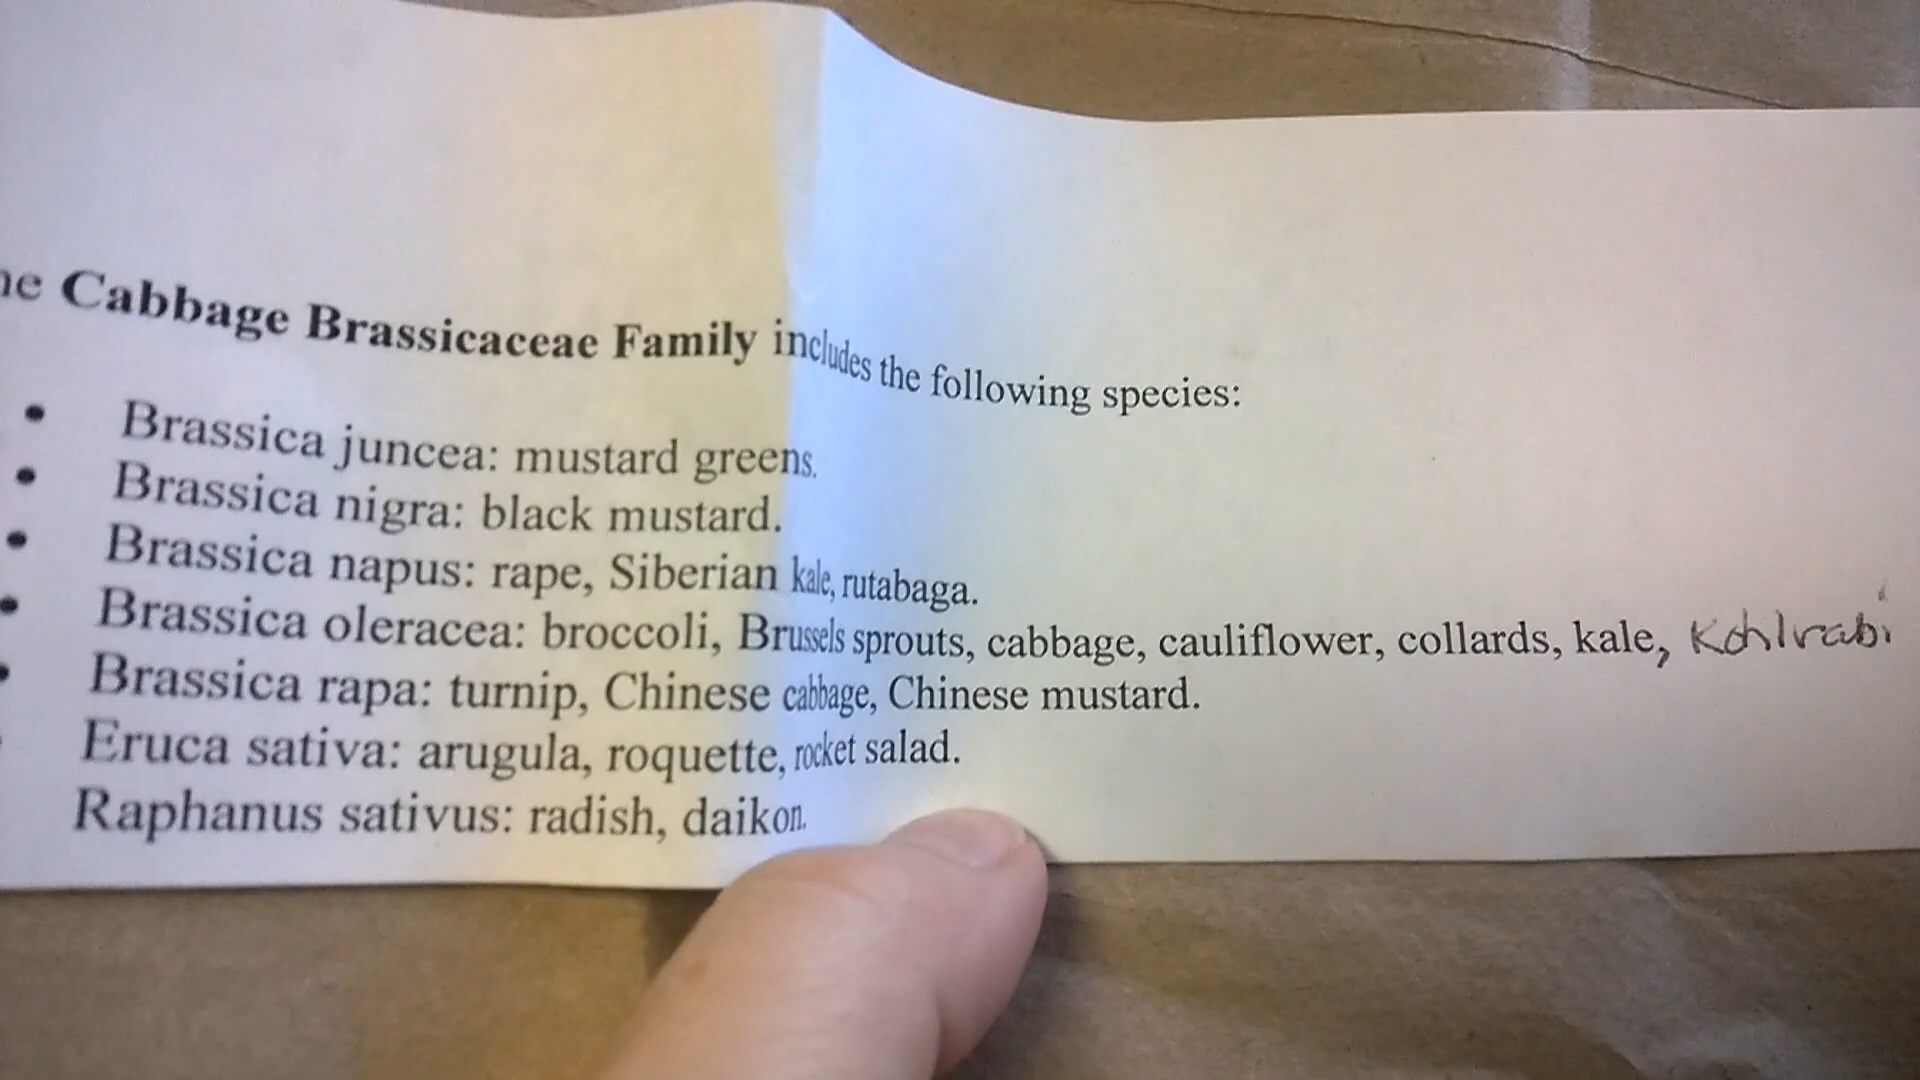 he Cabbage Brassicaceae Family includes the following species:
• Brassica juncea: mustard greens.
• Brassica nigra: black mustard.
• Brassica napus: rape, Siberian kale, rutabaga.
• Brassica oleracea: broccoli, Brussels sprouts, cabbage, cauliflower, collards, kale, Kohlrabi
• Brassica rapa: turnip, Chinese cabbage, Chinese mustard.
Eruca sativa: arugula, roquette, rocket salad.
Raphanus sativus: radish, daikon.